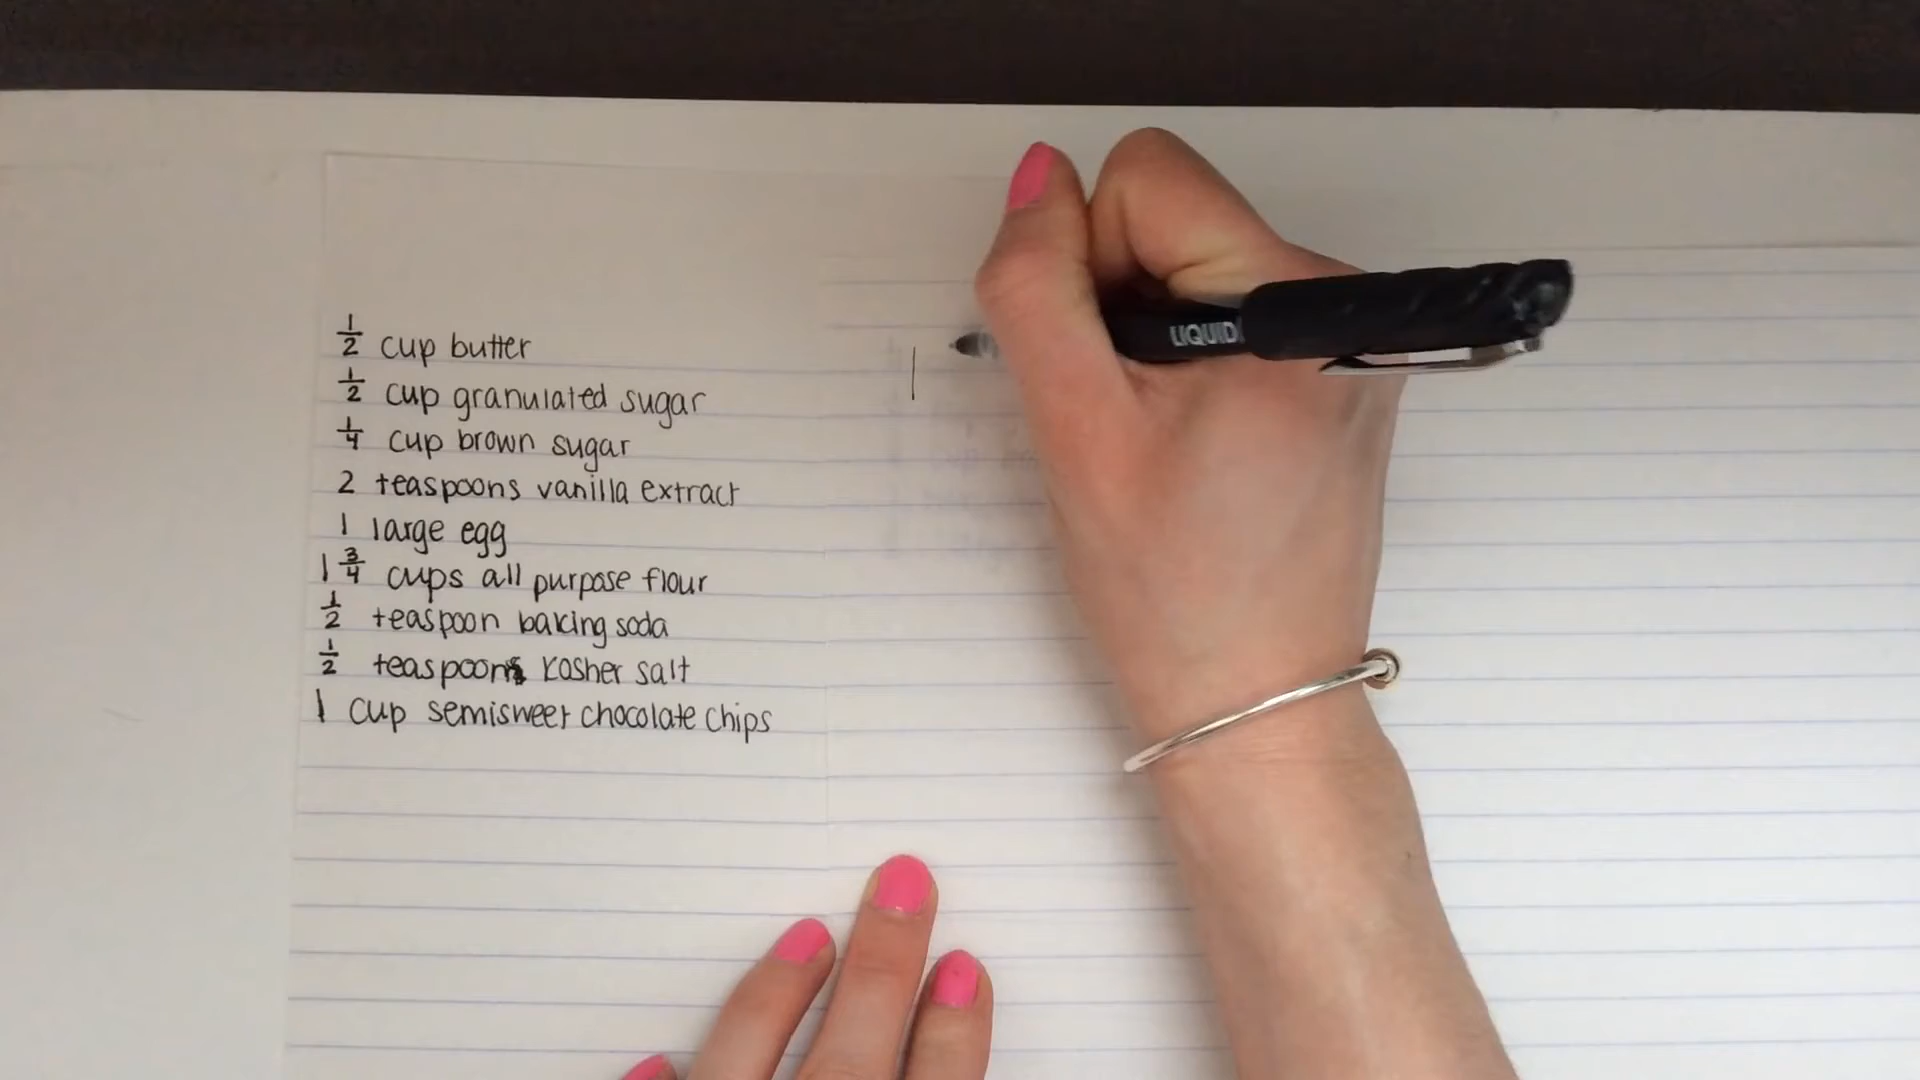 1/2 cup butter
1/2 cup granulated sugar
1/4 cup brown sugar
2 teaspoons vanilla extract
1 large egg
1 3/4 cups all purpose flour
1/2 teaspoon baking soda
1/2 teaspoon kosher salt
1 cup semisweet chocolate chips
LIQUID